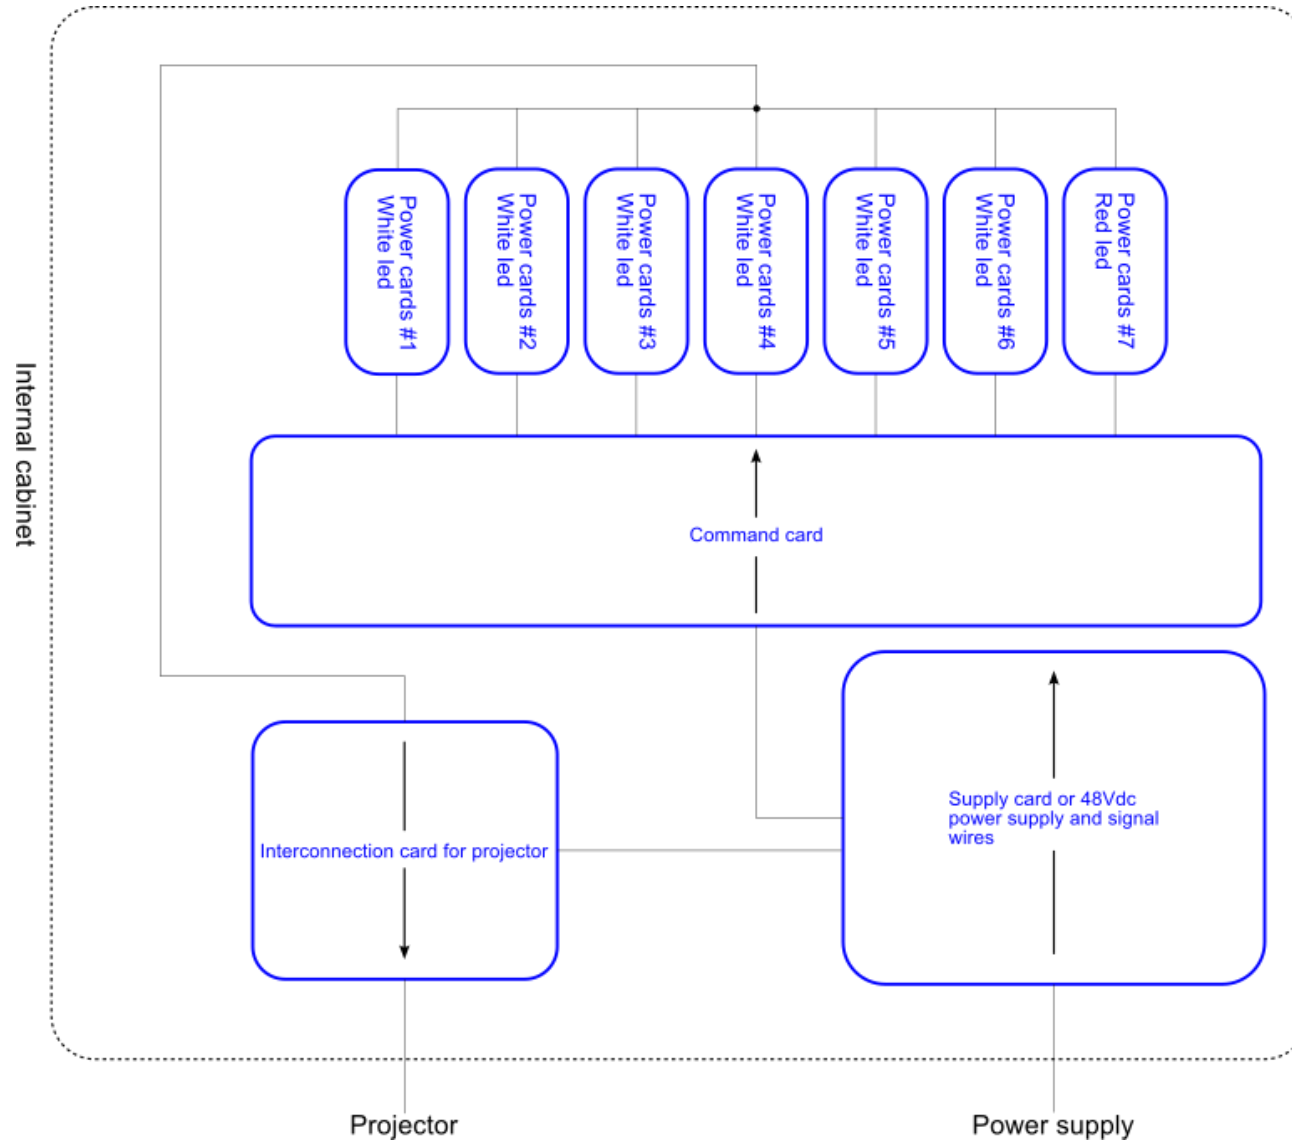 Power cards #1
White led
Power cards #2
White led
Power cards #3
White led
Power cards #4
White led
Power cards #5
White led
Power cards #6
White led
Power cards #7
Red led
Internal cabinet
Command card
Supply card or 48Vdc
power supply and signal
wires
Interconnection card for projector
Projector
Power supply